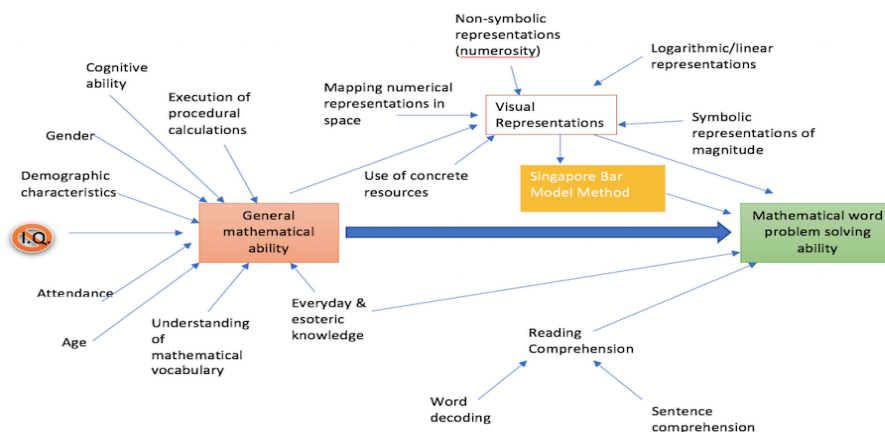 Non-symbolic
representations
(numerosity)
Logarithmic/linear
representations
Cognitive
ability
Execution of
procedural
calculations
Mapping numerical
representations in
space
Visual
Representations
Symbolic
representations of
magnitude
Gender
Use of concrete
resources
Singapore Bar
Model Method
Demographic
characteristics
General
mathematical
ability
Mathematical word
problem solving
ability
I.Q.
Attendance
Everyday &
esoteric
knowledge
Understanding
of
mathematical
vocabulary
Age
Reading
Comprehension
Word
decoding
Sentence
comprehension